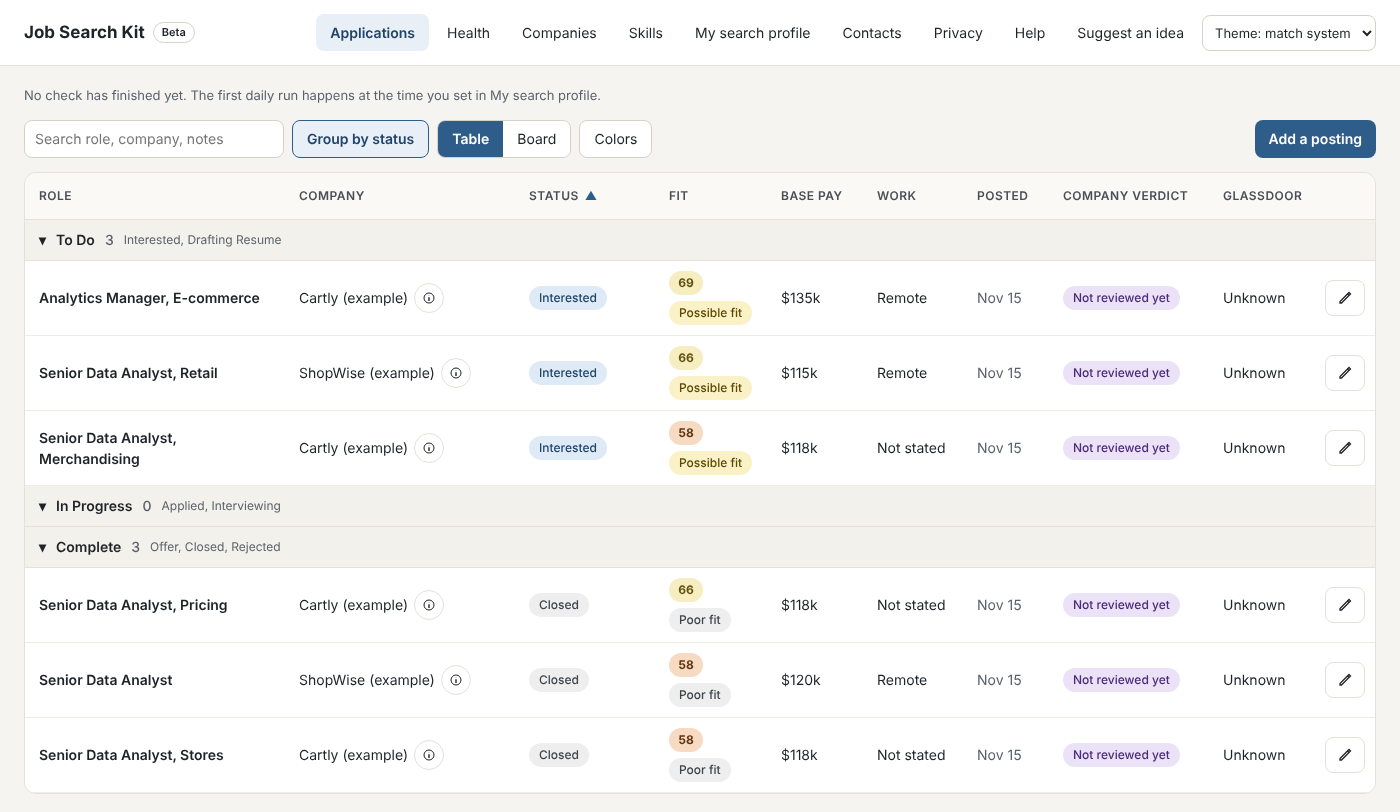 Job Search Kit Beta Applications Health Companies Skills My search profile Contacts Privacy Help Suggest an idea Theme: match system
No check has finished yet. The first daily run happens at the time you set in My search profile.
Search role, company, notes Group by status Table Board Colors Add a posting
ROLE COMPANY STATUS ▲ FIT BASE PAY WORK POSTED COMPANY VERDICT GLASSDOOR
▼ To Do 3 Interested, Drafting Resume
Analytics Manager, E-commerce Cartly (example) Interested 69 Possible fit $135k Remote Nov 15 Not reviewed yet Unknown
Senior Data Analyst, Retail ShopWise (example) Interested 66 Possible fit $115k Remote Nov 15 Not reviewed yet Unknown
Senior Data Analyst, Merchandising Cartly (example) Interested 58 Possible fit $118k Not stated Nov 15 Not reviewed yet Unknown
▼ In Progress 0 Applied, Interviewing
▼ Complete 3 Offer, Closed, Rejected
Senior Data Analyst, Pricing Cartly (example) Closed 66 Poor fit $118k Not stated Nov 15 Not reviewed yet Unknown
Senior Data Analyst ShopWise (example) Closed 58 Poor fit $120k Remote Nov 15 Not reviewed yet Unknown
Senior Data Analyst, Stores Cartly (example) Closed 58 Poor fit $118k Not stated Nov 15 Not reviewed yet Unknown